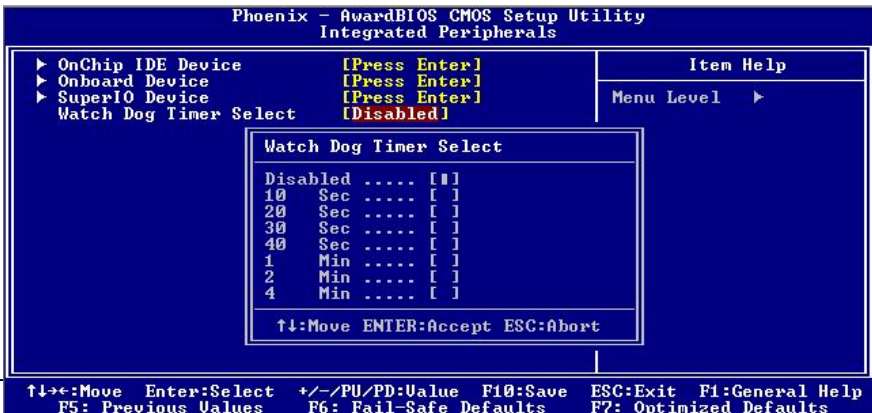 Phoenix - AwardBIOS CMOS Setup Utility
Integrated Peripherals
► OnChip IDE Device [Press Enter]
► Onboard Device [Press Enter]
► SuperIO Device [Press Enter]
Watch Dog Timer Select [Disabled]
Item Help
Menu Level ►
Watch Dog Timer Select
Disabled ..... [■]
10 Sec ..... [ ]
20 Sec ..... [ ]
30 Sec ..... [ ]
40 Sec ..... [ ]
1 Min ..... [ ]
2 Min ..... [ ]
4 Min ..... [ ]
↑↓:Move ENTER:Accept ESC:Abort
↑↓→←:Move Enter:Select +/-/PU/PD:Value F10:Save ESC:Exit F1:General Help
F5: Previous Values F6: Fail-Safe Defaults F7: Optimized Defaults